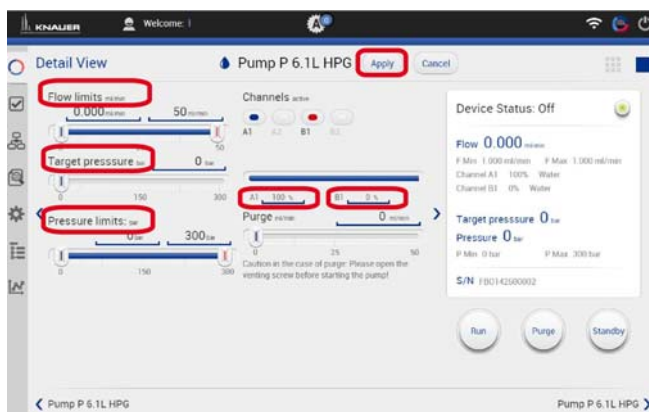 KNAUER Welcome: I
Detail View Pump P 6.1L HPG Apply Cancel
Flow limits ml/min
0.000 ml/min 50 ml/min
0 50
Target presssure bar 0 bar
0 150 300
Pressure limits: bar
0 bar 300 bar
0 150 300
Channels active
A1 A2 B1 B2
A1 100 % B1 0 %
Purge ml/min 0 ml/min
0 25 50
Caution in the case of purge: Please open the
venting screw before starting the pump!
Device Status: Off
Flow 0.000 ml/min
F Min 1.000 ml/min F Max 1.000 ml/min
Channel A1 100% Water
Channel B1 0% Water
Target presssure 0 bar
Pressure 0 bar
P Min 0 bar P Max 300 bar
S/N FBO142600002
Run Purge Standby
Pump P 6.1L HPG Pump P 6.1L HPG